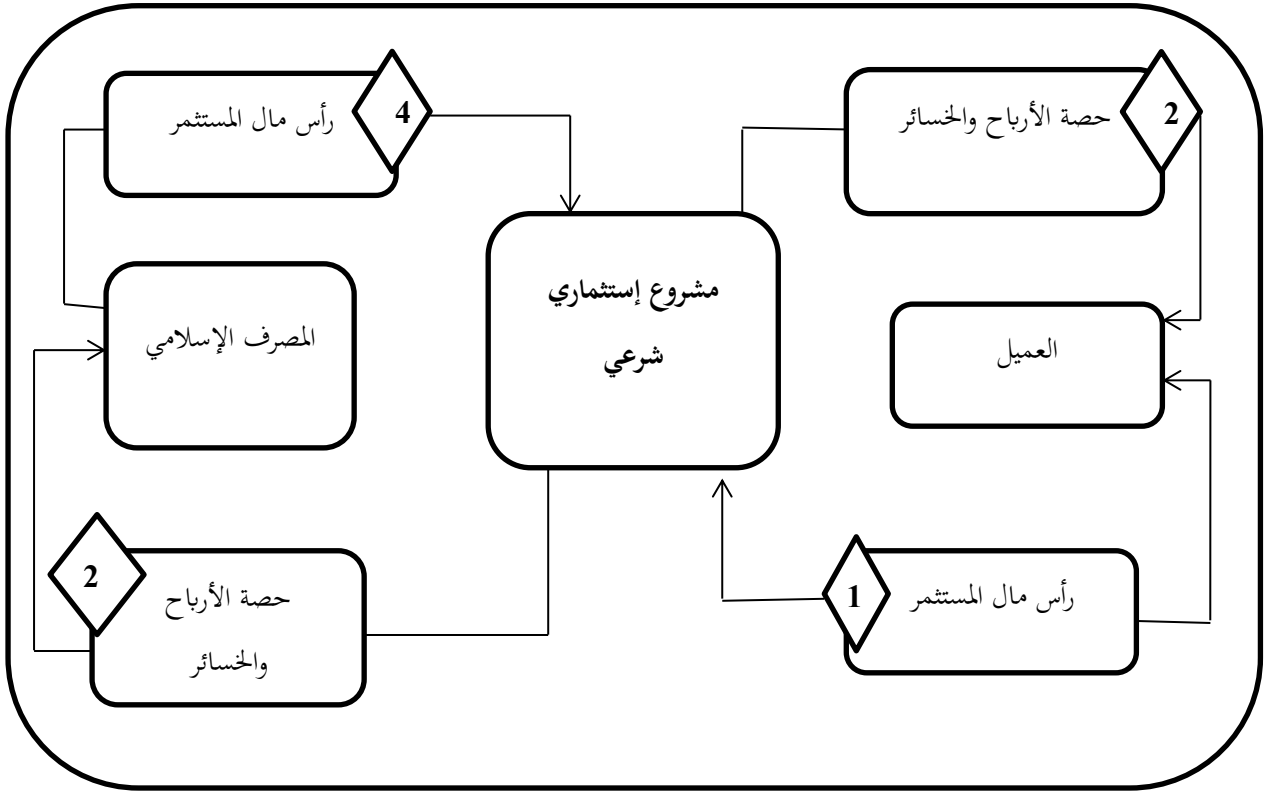 2
حصة الأرباح والخسائر
4
رأس مال المستثمر
مشروع إستثماري
شرعي
العميل
المصرف الإسلامي
رأس مال المستثمر
1
2
حصة الأرباح
والخسائر